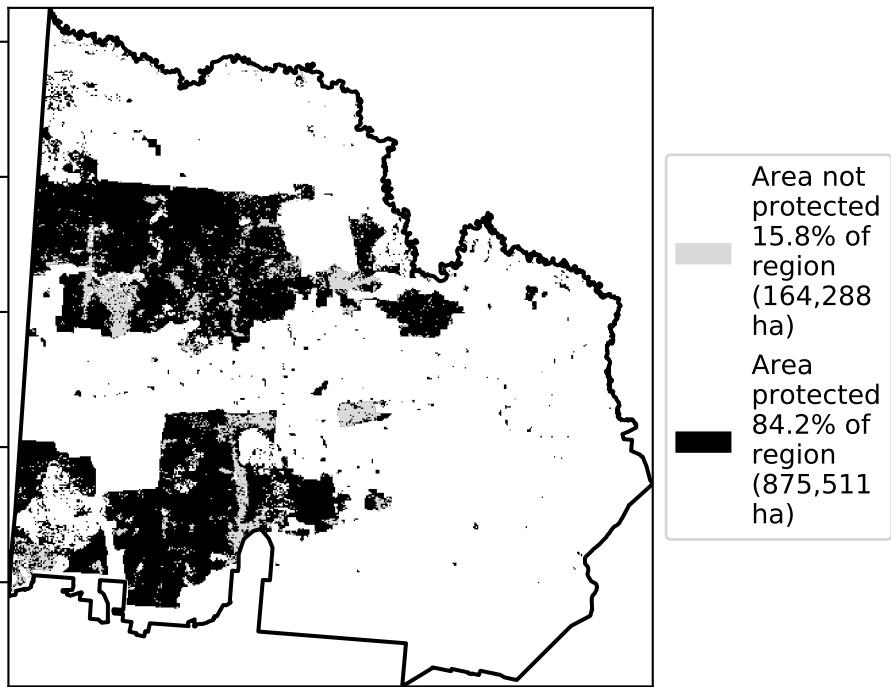 Area not
protected
15.8% of
region
(164,288
ha)
Area
protected
84.2% of
region
(875,511
ha)